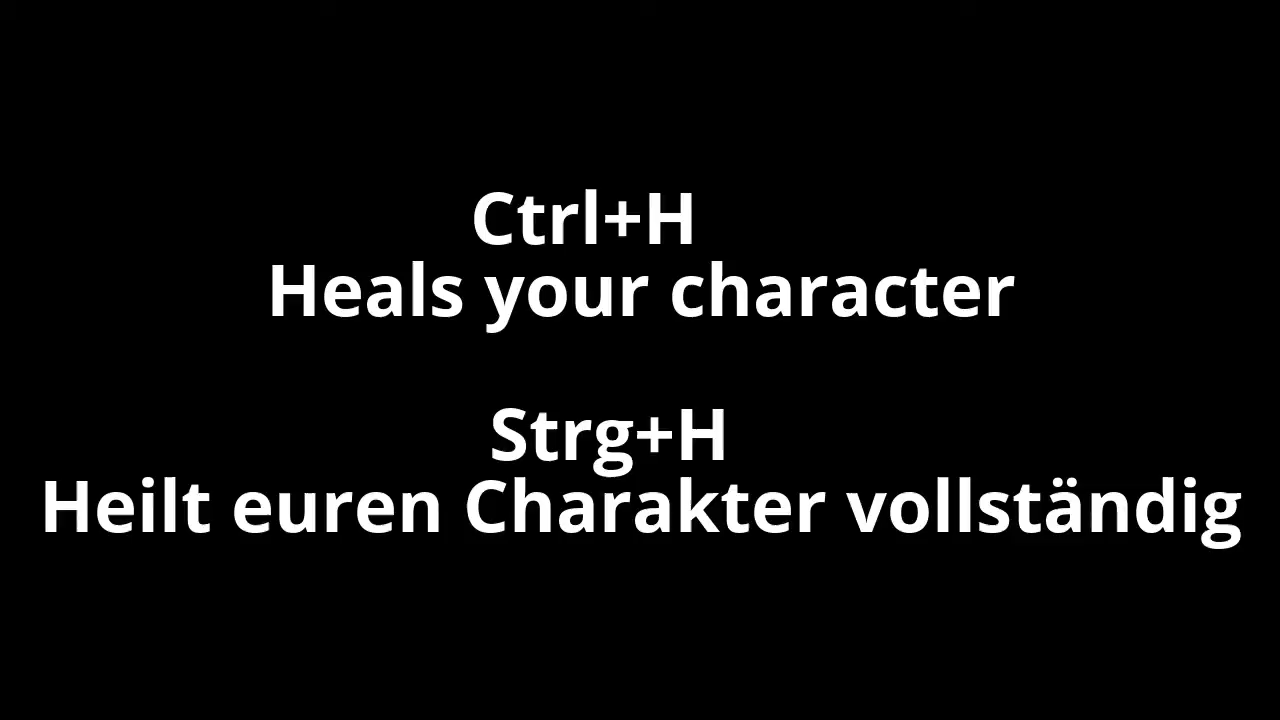 Ctrl+H
Heals your character
Strg+H
Heilt euren Charakter vollständig